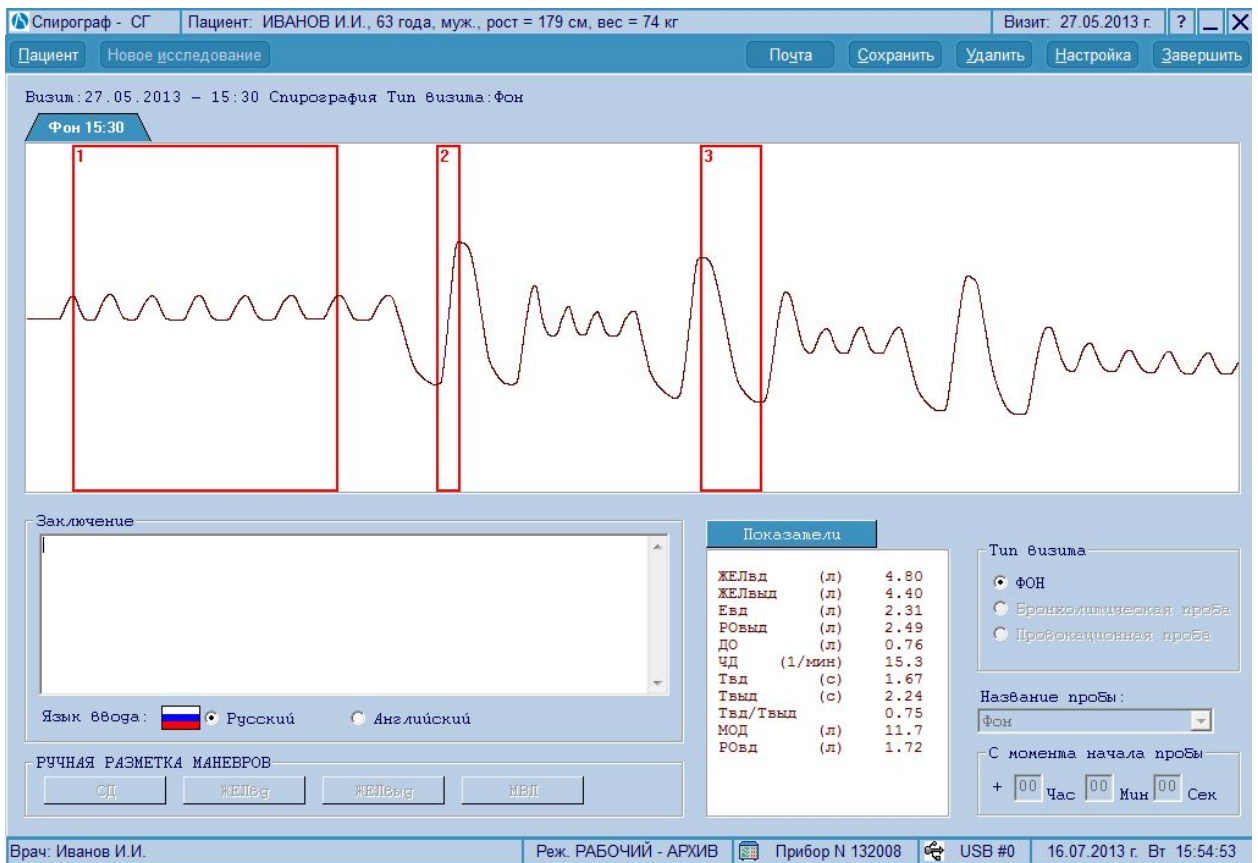 Спирограф - СГ Пациент: ИВАНОВ И.И., 63 года, муж., рост = 179 см, вес = 74 кг Визит: 27.05.2013 г. ?
Пациент Новое исследование Почта Сохранить Удалить Настройка Завершить
Визит:27.05.2013 – 15:30 Спирография Тип визита:Фон
Фон 15:30
1 2 3
Заключение
Язык ввода: Русский Английский
РУЧНАЯ РАЗМЕТКА МАНЕВРОВ
СД ЖЕЛвд ЖЕЛвыд МВЛ
Показатели
ЖЕЛвд (л) 4.80
ЖЕЛвыд (л) 4.40
Евд (л) 2.31
РОвыд (л) 2.49
ДО (л) 0.76
ЧД (1/мин) 15.3
Твд (с) 1.67
Твыд (с) 2.24
Твд/Твыд 0.75
МОД (л) 11.7
РОвд (л) 1.72
Тип визита
ФОН
Бронхолитическая проба
Провокационная проба
Название пробы:
Фон
С момента начала пробы
+ 00 Час 00 Мин 00 Сек
Врач: Иванов И.И. Реж. РАБОЧИЙ - АРХИВ Прибор N 132008 USB #0 16.07.2013 г. Вт 15:54:53